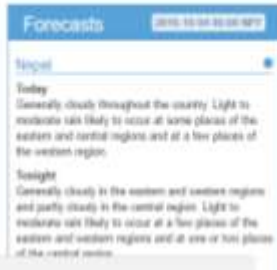 Forecasts
Nepal
Today
Generally cloudy throughout the country. Light to
moderate rain likely to occur at some places of the
eastern and central regions and at a few places of
the western region.
Tonight
Generally cloudy in the eastern and western regions
and partly cloudy in the central region. Light to
moderate rain likely to occur at a few places of the
eastern and western regions and at one or two places
of the central region.